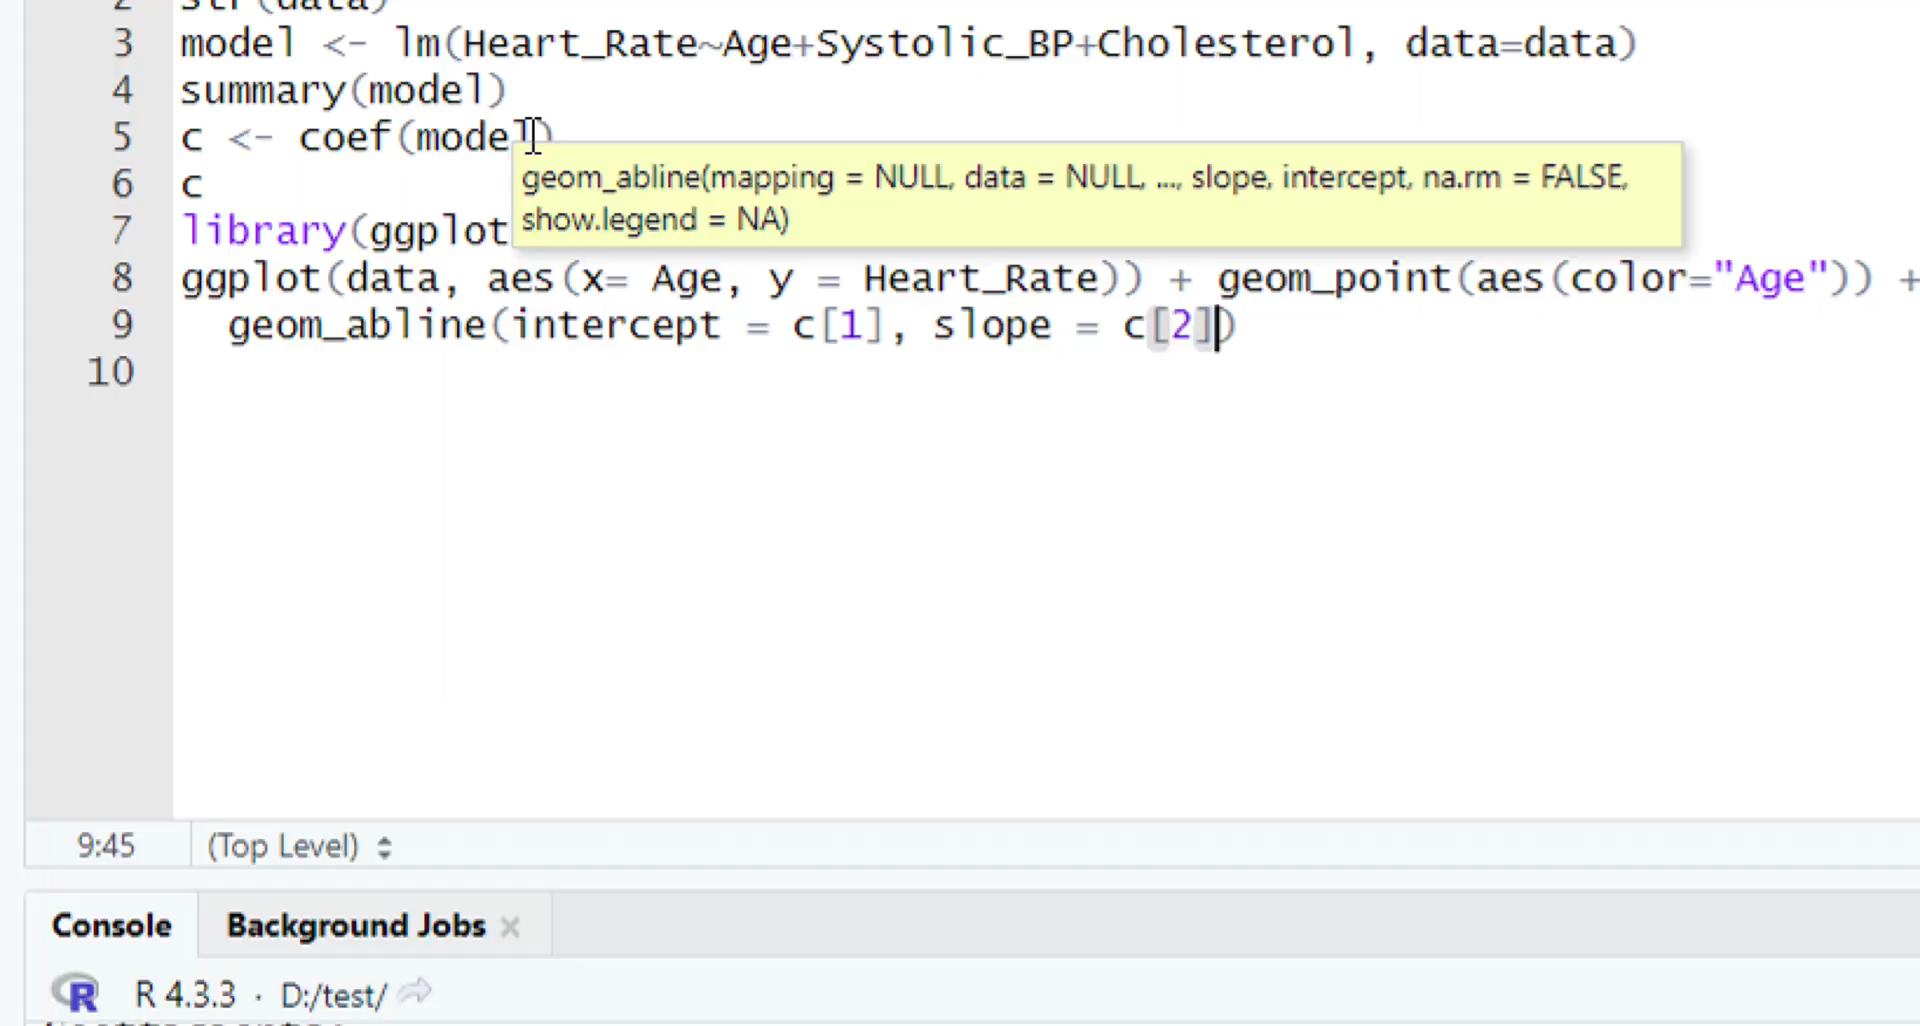 2 str(data)
3 model <- lm(Heart_Rate~Age+Systolic_BP+Cholesterol, data=data)
4 summary(model)
5 c <- coef(model)
geom_abline(mapping = NULL, data = NULL, ..., slope, intercept, na.rm = FALSE,
6 c
show.legend = NA)
7 library(ggplot
8 ggplot(data, aes(x= Age, y = Heart_Rate)) + geom_point(aes(color="Age")) +
9 geom_abline(intercept = c[1], slope = c[2])
10
9:45 (Top Level)
Console Background Jobs ×
R R 4.3.3 · D:/test/